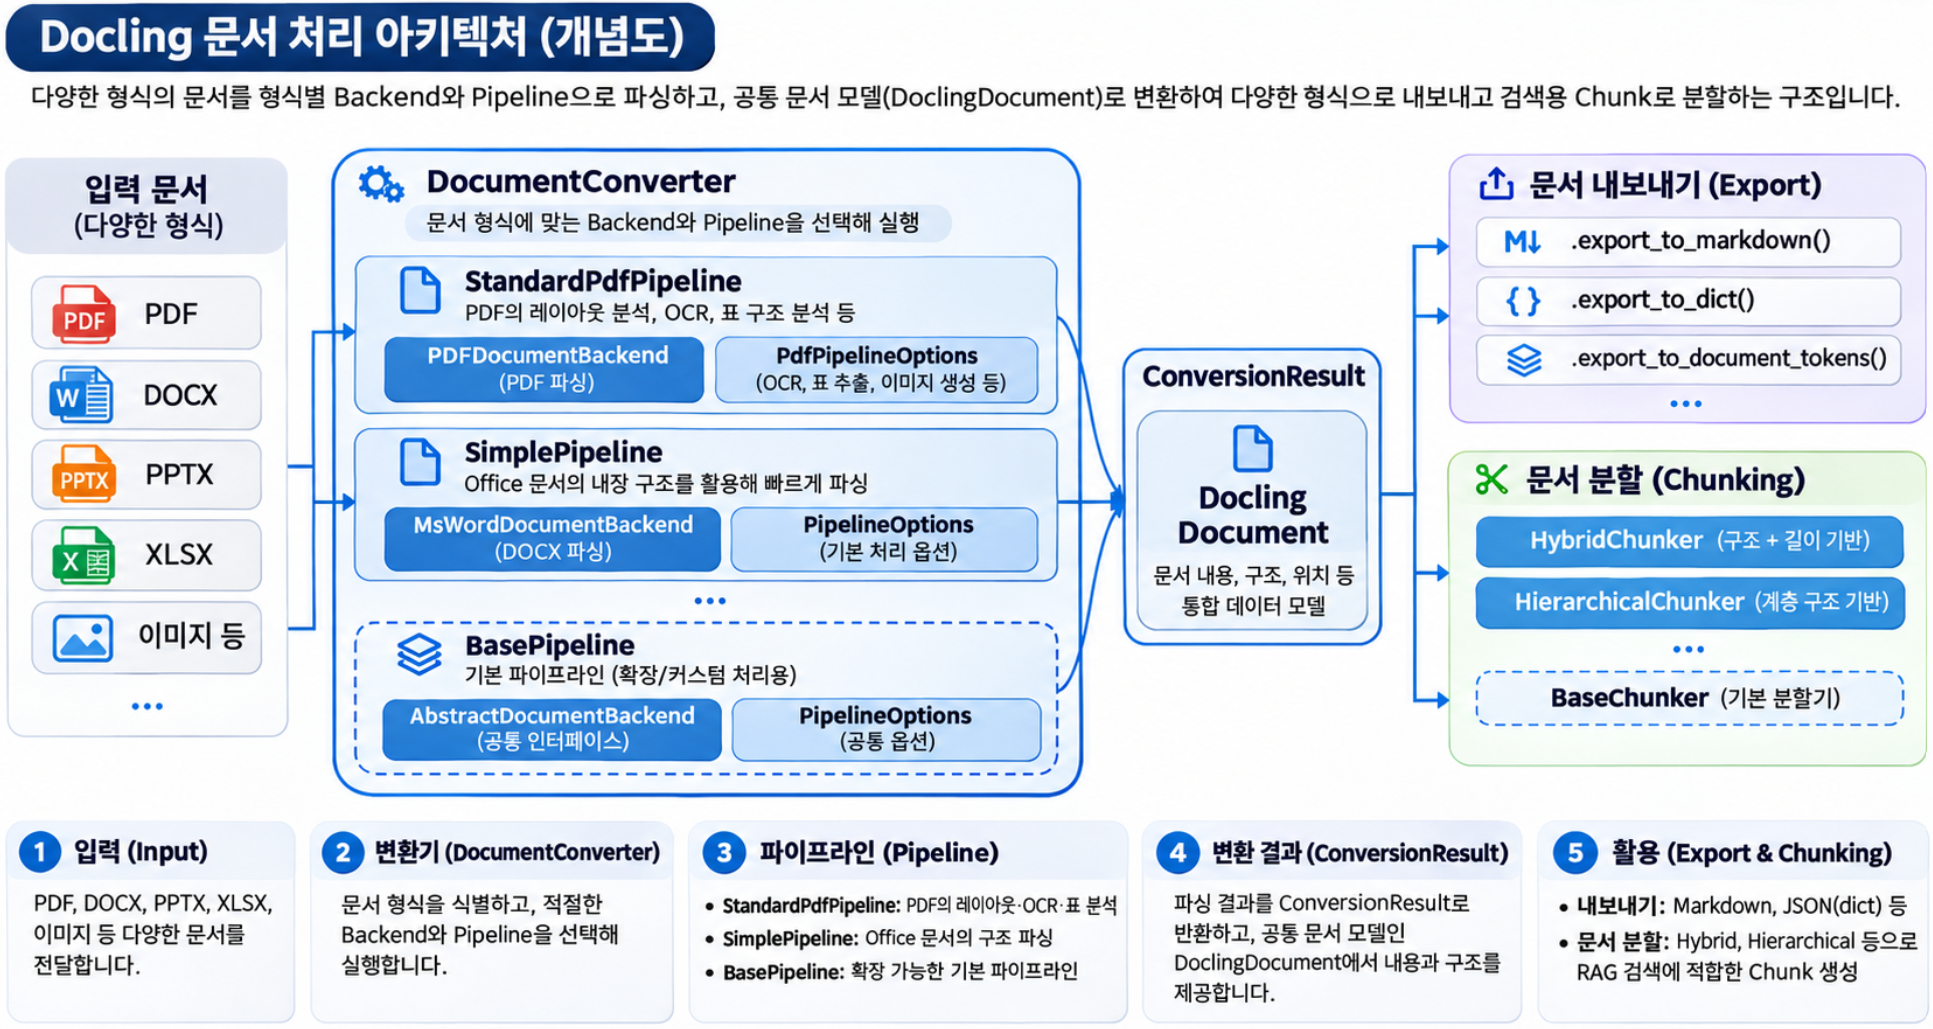 Docling 문서 처리 아키텍처 (개념도)
다양한 형식의 문서를 형식별 Backend와 Pipeline으로 파싱하고, 공통 문서 모델(DoclingDocument)로 변환하여 다양한 형식으로 내보내고 검색용 Chunk로 분할하는 구조입니다.
입력 문서
(다양한 형식)
PDF PDF
W DOCX
PPTX PPTX
X XLSX
이미지 등
...
DocumentConverter
문서 형식에 맞는 Backend와 Pipeline을 선택해 실행
StandardPdfPipeline
PDF의 레이아웃 분석, OCR, 표 구조 분석 등
PDFDocumentBackend
(PDF 파싱)
PdfPipelineOptions
(OCR, 표 추출, 이미지 생성 등)
SimplePipeline
Office 문서의 내장 구조를 활용해 빠르게 파싱
MsWordDocumentBackend
(DOCX 파싱)
PipelineOptions
(기본 처리 옵션)
...
BasePipeline
기본 파이프라인 (확장/커스텀 처리용)
AbstractDocumentBackend
(공통 인터페이스)
PipelineOptions
(공통 옵션)
ConversionResult
Docling
Document
문서 내용, 구조, 위치 등
통합 데이터 모델
문서 내보내기 (Export)
M↓ .export_to_markdown()
{ } .export_to_dict()
.export_to_document_tokens()
...
문서 분할 (Chunking)
HybridChunker (구조 + 길이 기반)
HierarchicalChunker (계층 구조 기반)
...
BaseChunker (기본 분할기)
1 입력 (Input)
PDF, DOCX, PPTX, XLSX,
이미지 등 다양한 문서를
전달합니다.
2 변환기 (DocumentConverter)
문서 형식을 식별하고, 적절한
Backend와 Pipeline을 선택해
실행합니다.
3 파이프라인 (Pipeline)
• StandardPdfPipeline: PDF의 레이아웃·OCR·표 분석
• SimplePipeline: Office 문서의 구조 파싱
• BasePipeline: 확장 가능한 기본 파이프라인
4 변환 결과 (ConversionResult)
파싱 결과를 ConversionResult로
반환하고, 공통 문서 모델인
DoclingDocument에서 내용과 구조를
제공합니다.
5 활용 (Export & Chunking)
• 내보내기: Markdown, JSON(dict) 등
• 문서 분할: Hybrid, Hierarchical 등으로
RAG 검색에 적합한 Chunk 생성